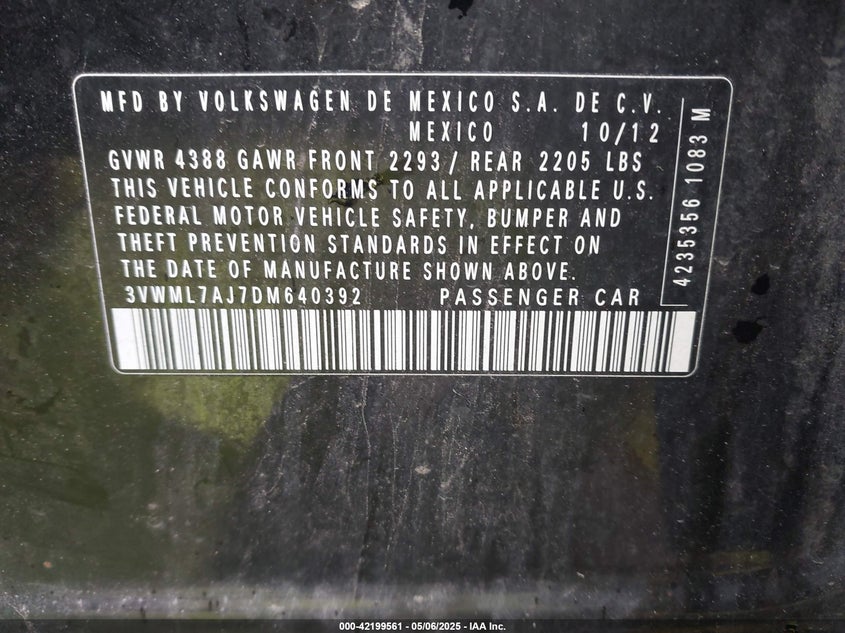 MFD BY VOLKSWAGEN DE MEXICO S.A. DE C.V.
MEXICO 10/12
GVWR 4388 GAWR FRONT 2293/ REAR 2205 LBS
THIS VEHICLE CONFORMS TO ALL APPLICABLE U.S.
FEDERAL MOTOR VEHICLE SAFETY, BUMPER AND
THEFT PREVENTION STANDARDS IN EFFECT ON
THE DATE OF MANUFACTURE SHOWN ABOVE.
3VWML7AJ7DM640392 PASSENGER CAR
4235356 1083 M
000-42199561 - 05/06/2025 - IAA Inc.